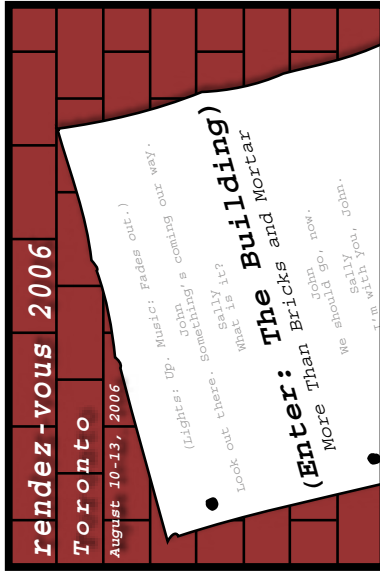 rendez-vous 2006
Toronto
August 10-13, 2006
(Lights: Up. Music: Fades out.)
John
Something's coming our way.
Look out there.
Sally
What is it?
(Enter: The Building)
More Than Bricks and Mortar
John
We should go, now.
Sally
I'm with you, John.